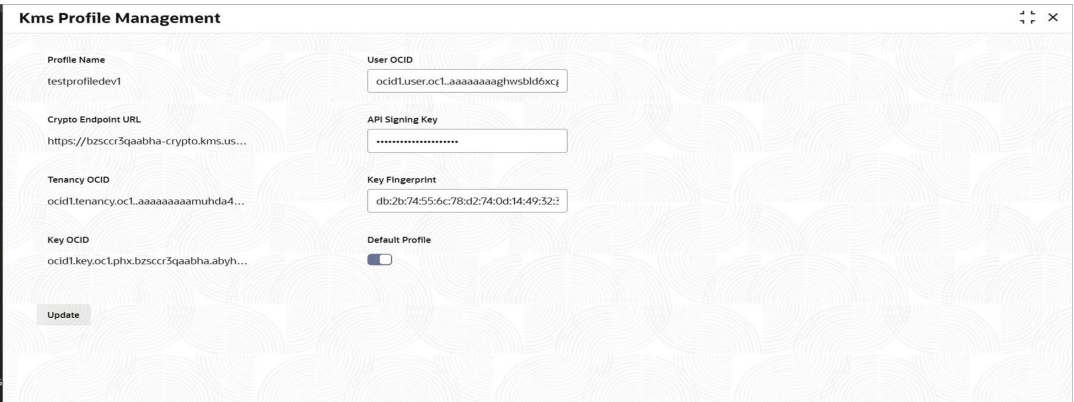 Kms Profile Management
Profile Name
testprofiledev1
User OCID
ocid1.user.oc1..aaaaaaaaghwsbld6xcg
Crypto Endpoint URL
https://bzsccr3qaabha-crypto.kms.us...
API Signing Key
•••••••••••••••••••••
Tenancy OCID
ocid1.tenancy.oc1..aaaaaaaaamuhda4...
Key Fingerprint
db:2b:74:55:6c:78:d2:74:0d:14:49:32:3
Key OCID
ocid1.key.oc1.phx.bzsccr3qaabha.abyh...
Default Profile
Update